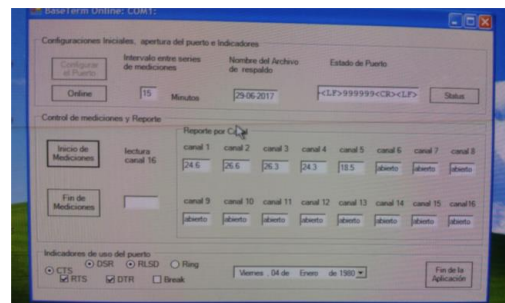 BaseTerm Online: COM1:
Configuraciones Iniciales, apertura del puerto e Indicadores
Configurar el Puerto
Intervalo entre series de mediciones
Nombre del Archivo de respaldo
Estado de Puerto
Online
15
Minutos
29-06-2017
<LF>999999<CR><LF>
Status
Control de mediciones y Reporte
Reporte por Canal
Inicio de Mediciones
lectura canal 16
canal 1 canal 2 canal 3 canal 4 canal 5 canal 6 canal 7 canal 8
24.6 26.6 26.3 24.3 18.5 abierto abierto abierto
Fin de Mediciones
canal 9 canal 10 canal 11 canal 12 canal 13 canal 14 canal 15 canal16
abierto abierto abierto abierto abierto abierto abierto abierto
Indicadores de uso del puerto
CTS DSR RLSD Ring
RTS DTR Break
Viernes , 04 de Enero de 1980
Fin de la Aplicación